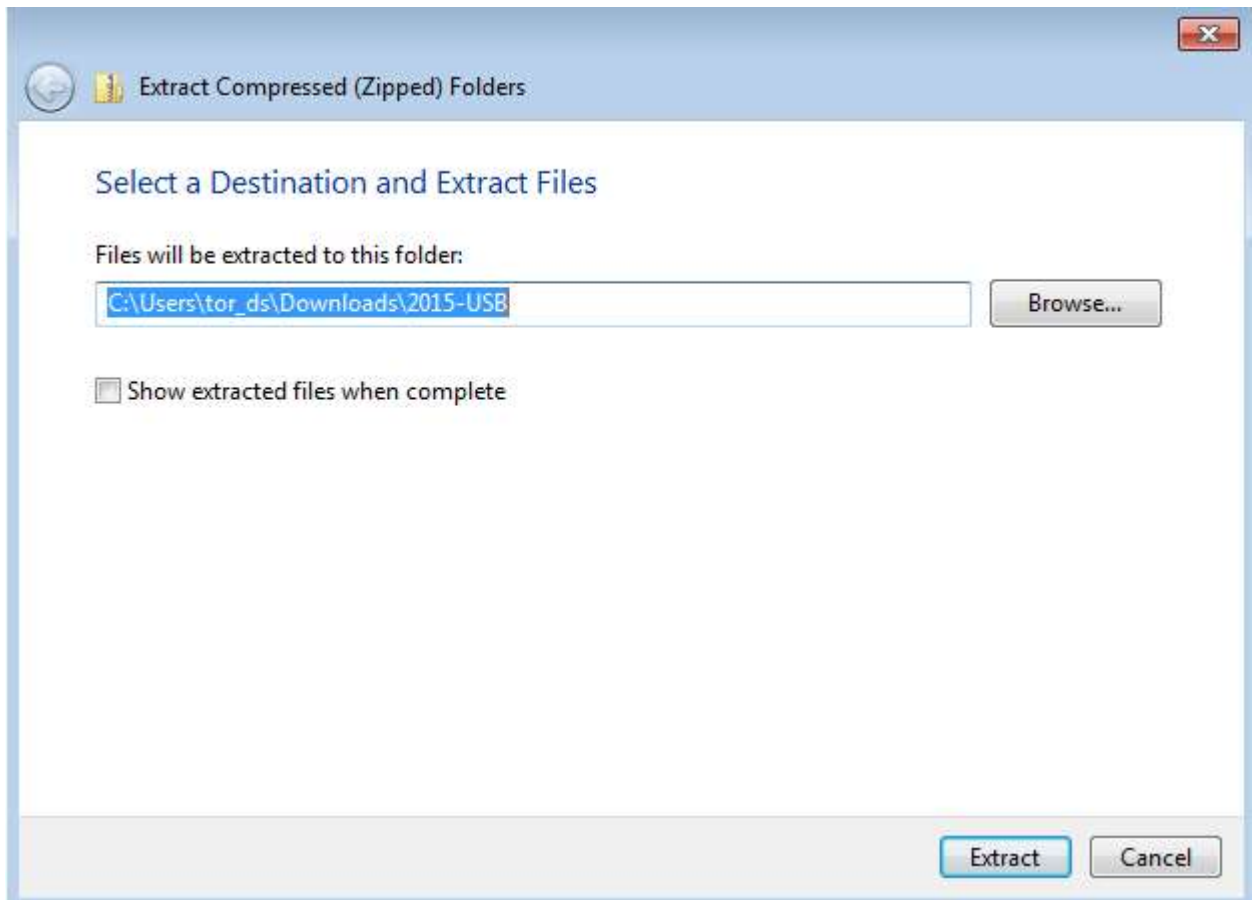 Extract Compressed (Zipped) Folders
Select a Destination and Extract Files
Files will be extracted to this folder:
C:\Users\tor_ds\Downloads\2015-USB
Browse...
Show extracted files when complete
Extract
Cancel